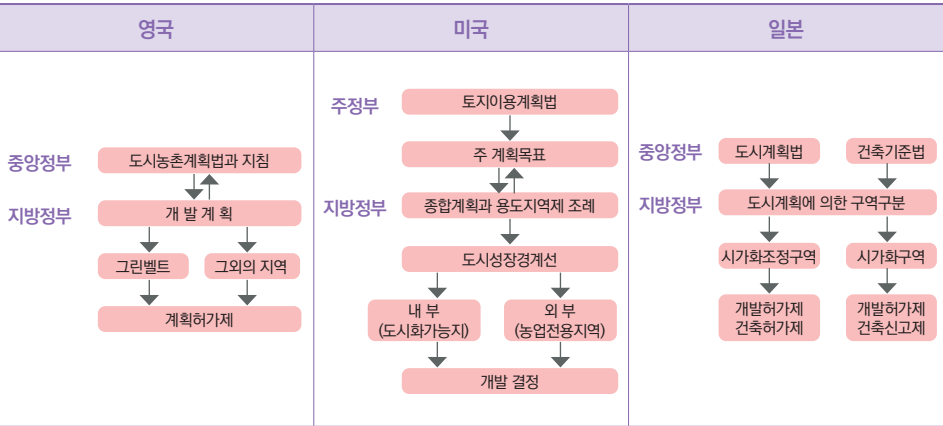 영국
미국
일본
중앙정부
도시농촌계획법과 지침
지방정부
개 발 계 획
그린벨트
그외의 지역
계획허가제
주정부
토지이용계획법
주 계획목표
지방정부
종합계획과 용도지역제 조례
도시성장경계선
내 부
(도시화가능지)
외 부
(농업전용지역)
개발 결정
중앙정부
도시계획법
건축기준법
지방정부
도시계획에 의한 구역구분
시가화조정구역
시가화구역
개발허가제
건축허가제
개발허가제
건축신고제